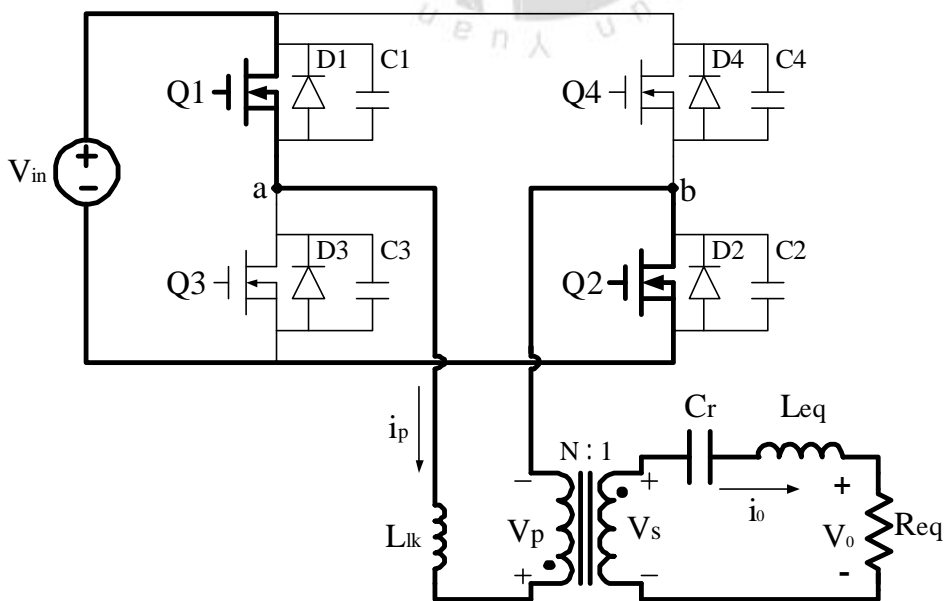 u e n Y u n
D1
C1
D4
C4
Q1
Q4
+
Vin
−
a
b
D3
C3
D2
C2
Q3
Q2
Cr
Leq
ip
N : 1
−
+
+
i0
Llk
Vp
Vs
V0
Req
+
−
-